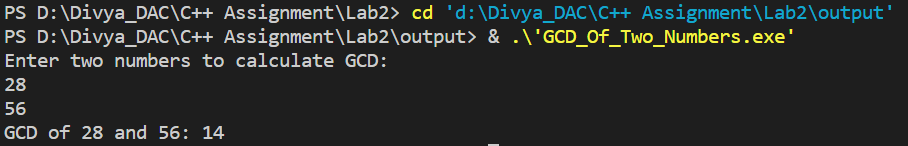 PS D:\Divya_DAC\C++ Assignment\Lab2> cd 'd:\Divya_DAC\C++ Assignment\Lab2\output'
PS D:\Divya_DAC\C++ Assignment\Lab2\output> & .\'GCD_Of_Two_Numbers.exe'
Enter two numbers to calculate GCD:
28
56
GCD of 28 and 56: 14